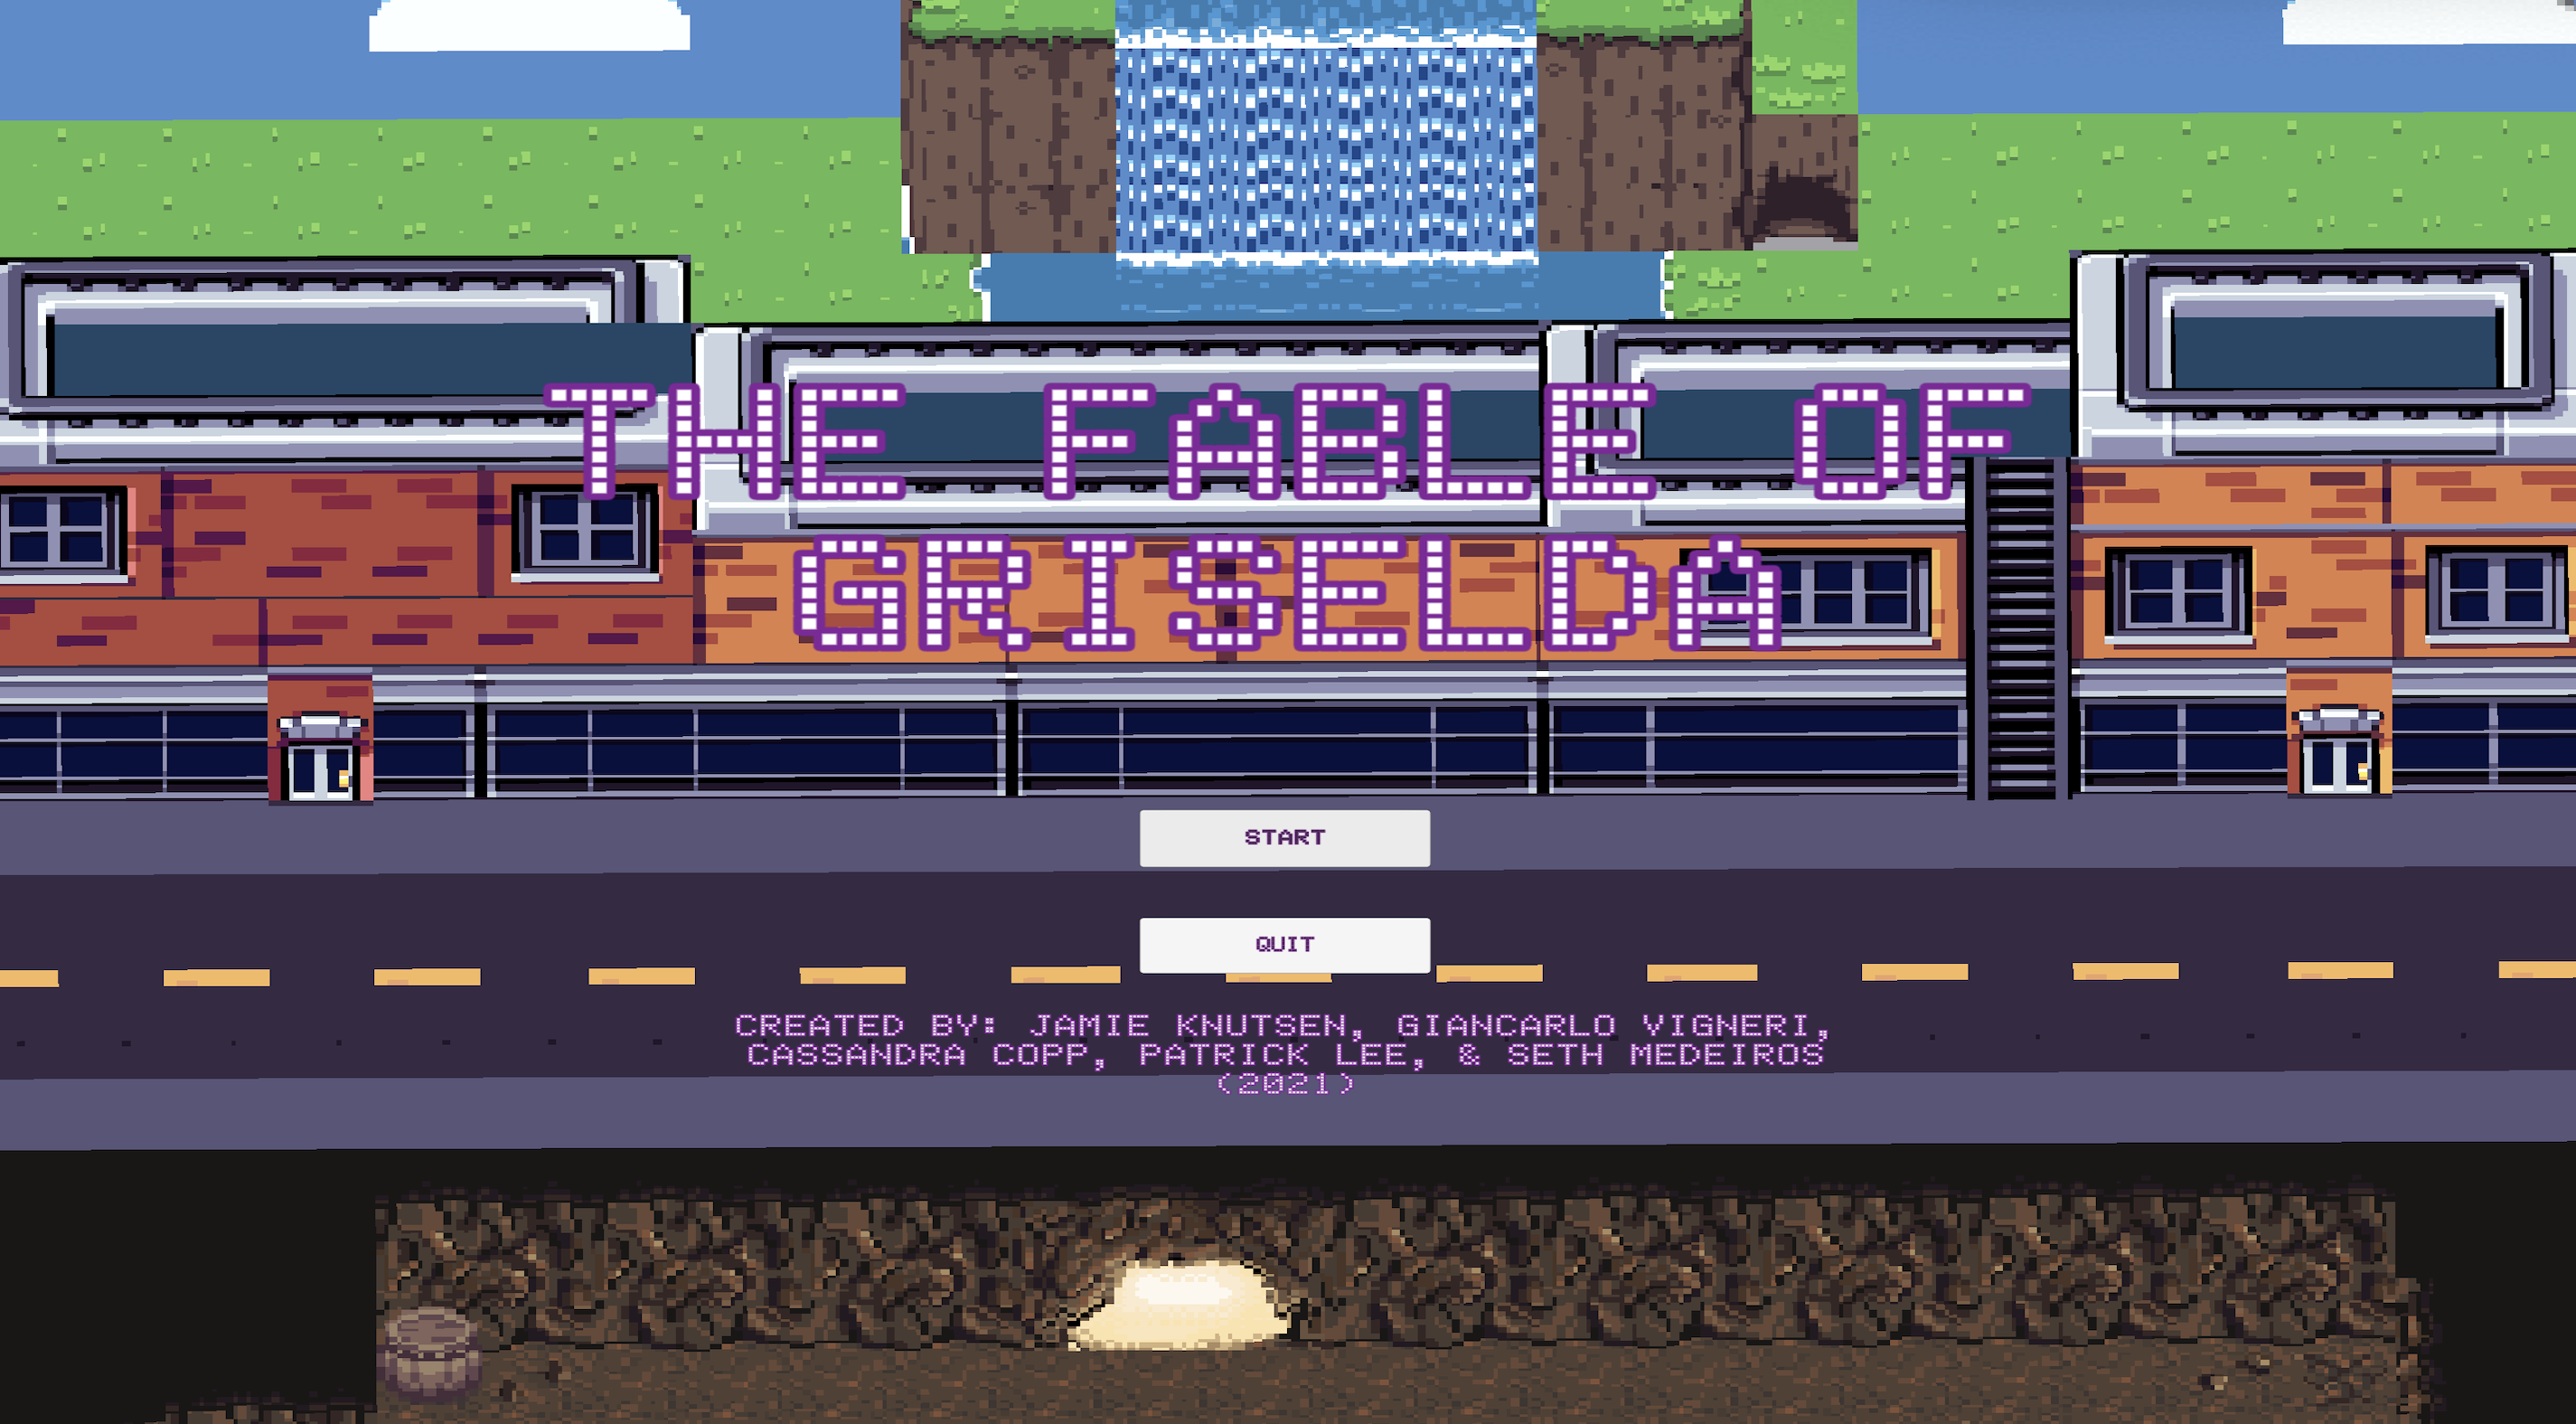 THE FABLE OF
GRISELDA
START
QUIT
CREATED BY: JAMIE KNUTSEN, GIANCARLO VIGNERI,
CASSANDRA COPP, PATRICK LEE, & SETH MEDEIROS
(2021)